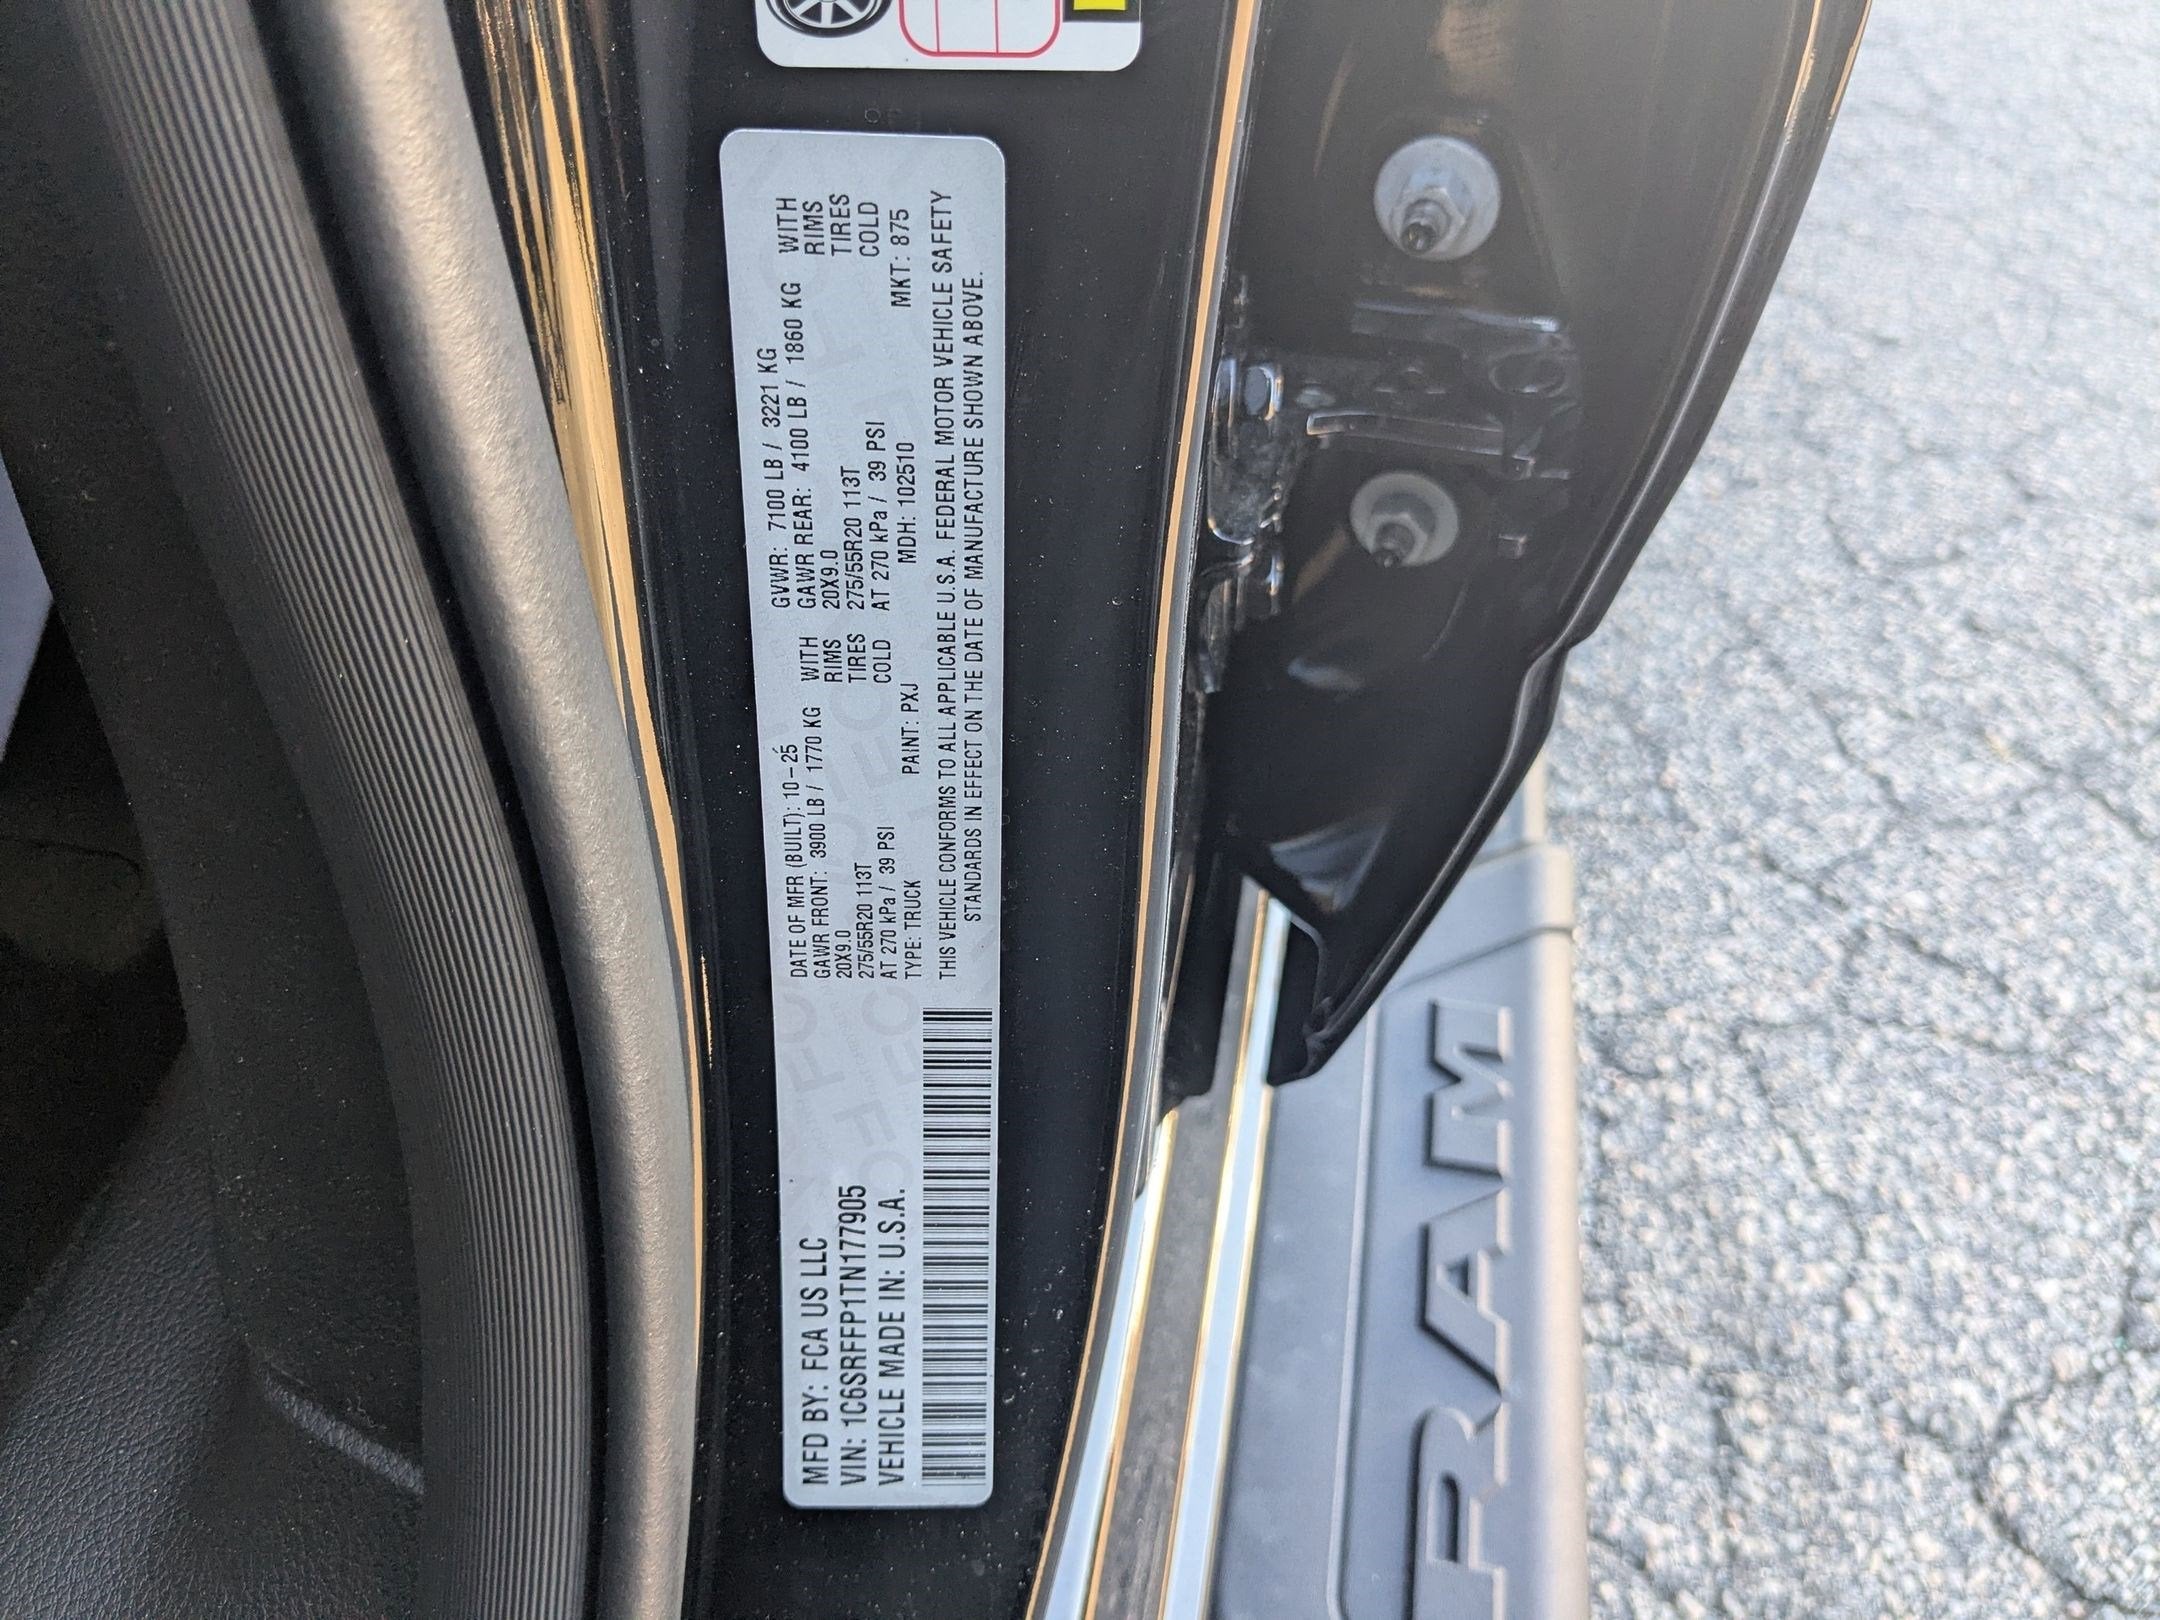 MFD BY: FCA US LLC
VIN: 1C6SRFFP1TN177905
VEHICLE MADE IN: U.S.A.
DATE OF MFR (BUILT): 10-25
GVWR: 7100 LB / 3221 KG
GAWR FRONT: 3900 LB / 1770 KG WITH
GAWR REAR: 4100 LB / 1860 KG WITH
20X9.0 RIMS
20X9.0 RIMS
275/55R20 113T TIRES
275/55R20 113T TIRES
AT 270 kPa / 39 PSI COLD
AT 270 kPa / 39 PSI COLD
TYPE: TRUCK PAINT: PXJ MDH: 102510 MKT: 875
THIS VEHICLE CONFORMS TO ALL APPLICABLE U.S.A. FEDERAL MOTOR VEHICLE SAFETY
STANDARDS IN EFFECT ON THE DATE OF MANUFACTURE SHOWN ABOVE.
RAM